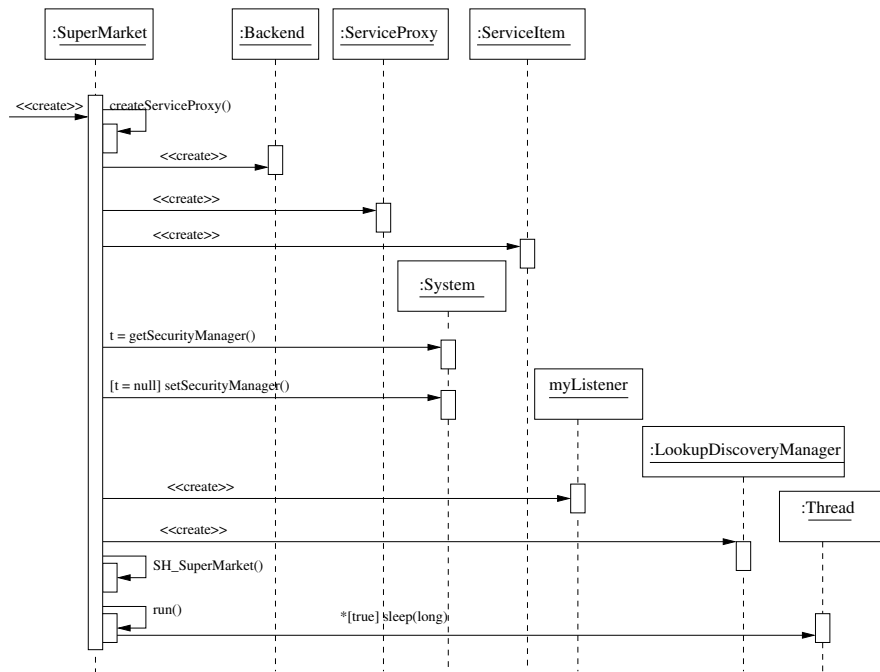 :SuperMarket
:Backend
:ServiceProxy
:ServiceItem
<<create>>
createServiceProxy()
<<create>>
<<create>>
<<create>>
:System
t = getSecurityManager()
[t = null] setSecurityManager()
myListener
:LookupDiscoveryManager
<<create>>
:Thread
<<create>>
SH_SuperMarket()
run()
*[true] sleep(long)